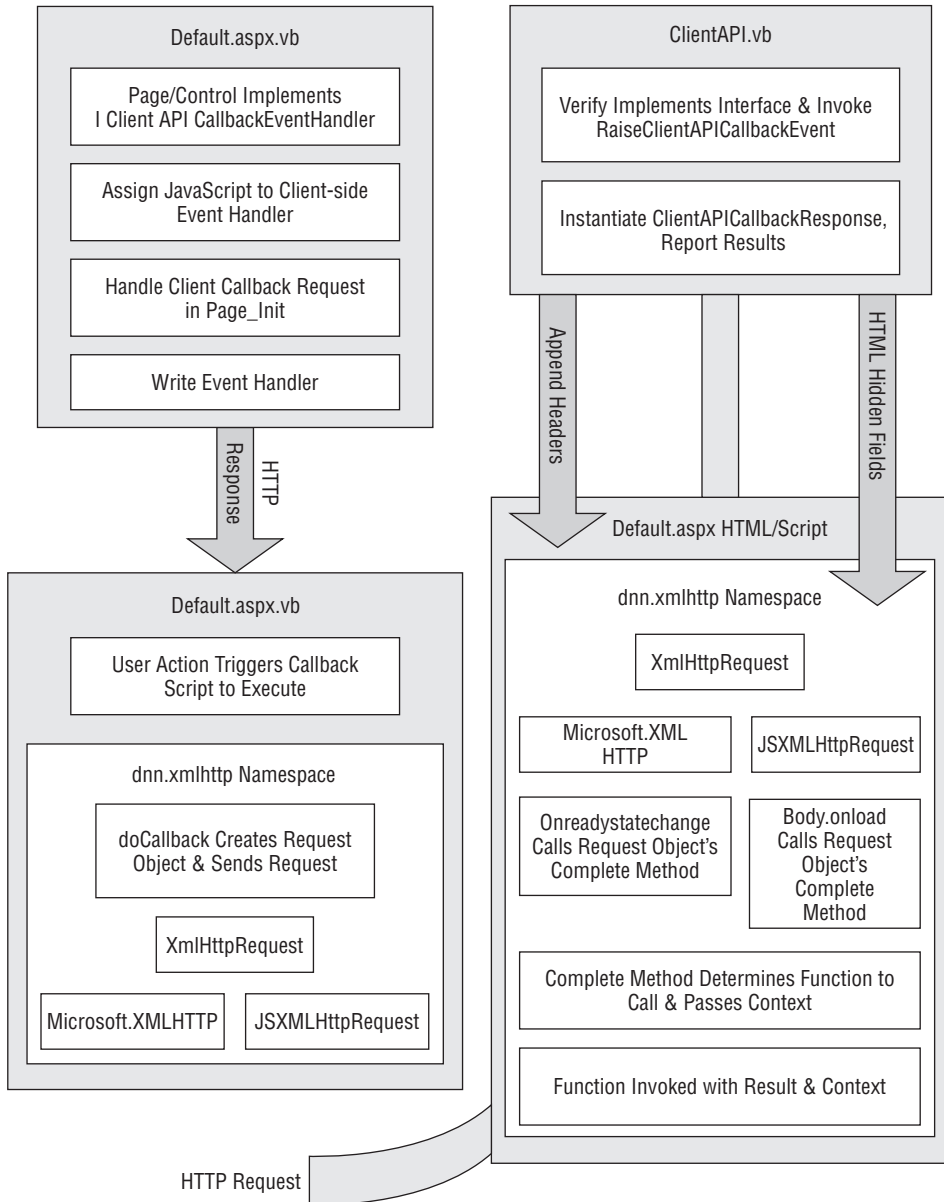 Default.aspx.vb
Page/Control Implements
I Client API CallbackEventHandler
Assign JavaScript to Client-side
Event Handler
Handle Client Callback Request
in Page_Init
Write Event Handler
HTTP
Response
Default.aspx.vb
User Action Triggers Callback
Script to Execute
dnn.xmlhttp Namespace
doCallback Creates Request
Object & Sends Request
XmlHttpRequest
Microsoft.XMLHTTP
JSXMLHttpRequest
HTTP Request
ClientAPI.vb
Verify Implements Interface & Invoke
RaiseClientAPICallbackEvent
Instantiate ClientAPICallbackResponse,
Report Results
Append Headers
HTML Hidden Fields
Default.aspx HTML/Script
dnn.xmlhttp Namespace
XmlHttpRequest
Microsoft.XML
HTTP
JSXMLHttpRequest
Onreadystatechange
Calls Request Object's
Complete Method
Body.onload
Calls Request
Object's
Complete
Method
Complete Method Determines Function to
Call & Passes Context
Function Invoked with Result & Context